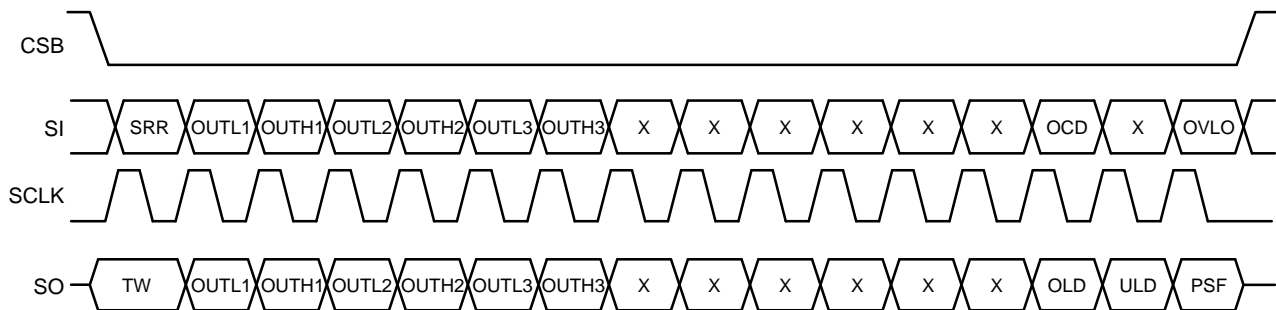 CSB
SI SRR OUTL1 OUTH1 OUTL2 OUTH2 OUTL3 OUTH3 X X X X X X OCD X OVLO
SCLK
SO TW OUTL1 OUTH1 OUTL2 OUTH2 OUTL3 OUTH3 X X X X X X OLD ULD PSF